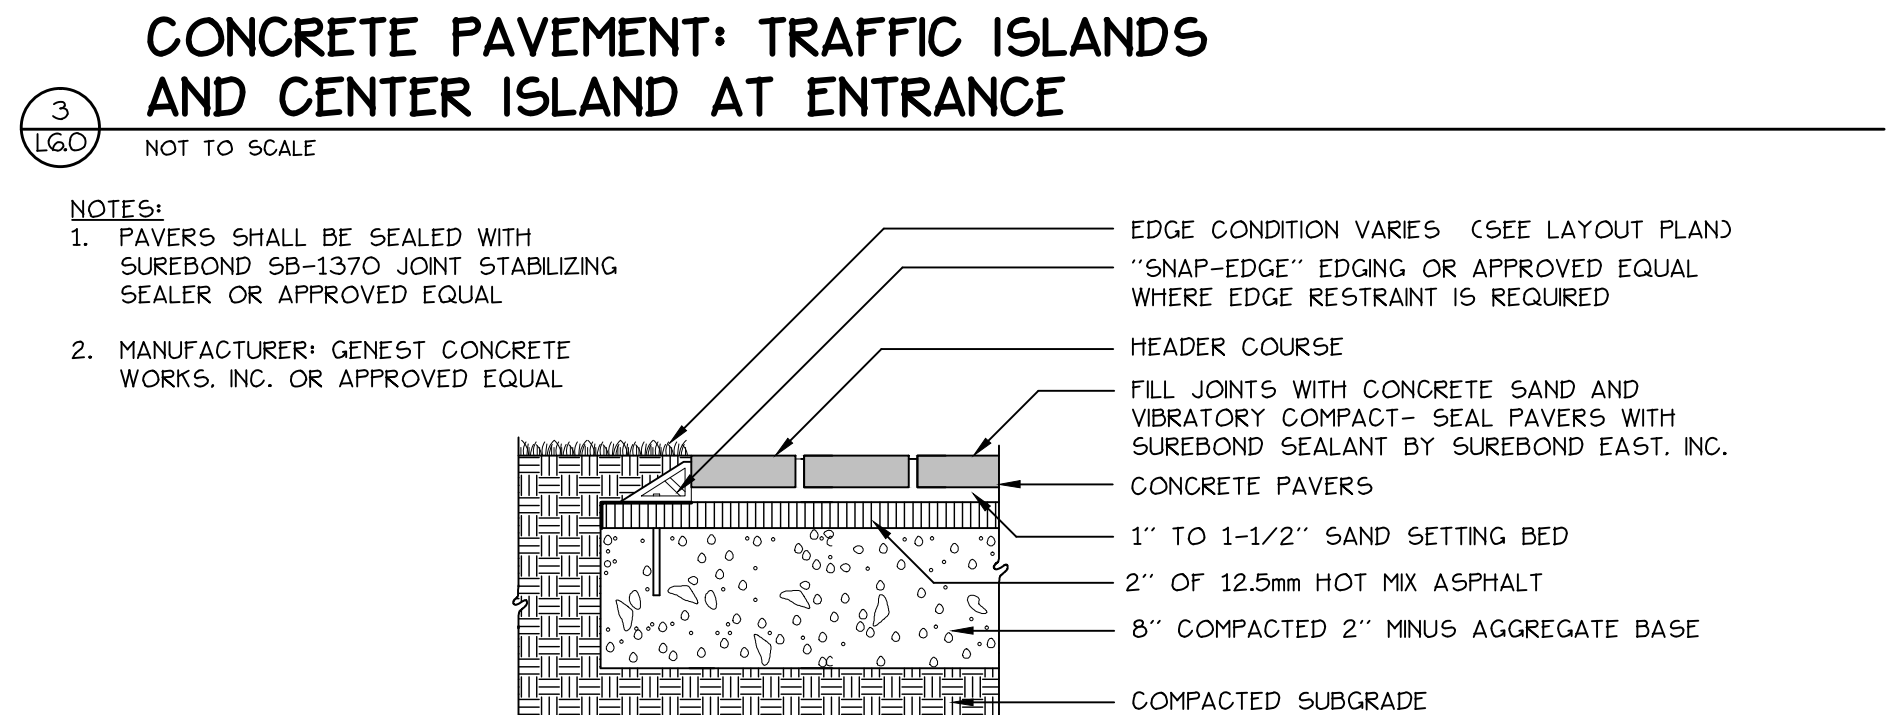 CONCRETE PAVEMENT: TRAFFIC ISLANDS
AND CENTER ISLAND AT ENTRANCE
3
L6.0
NOT TO SCALE
NOTES:
1. PAVERS SHALL BE SEALED WITH
SUREBOND SB-1370 JOINT STABILIZING
SEALER OR APPROVED EQUAL
2. MANUFACTURER: GENEST CONCRETE
WORKS, INC. OR APPROVED EQUAL
EDGE CONDITION VARIES (SEE LAYOUT PLAN)
"SNAP-EDGE" EDGING OR APPROVED EQUAL
WHERE EDGE RESTRAINT IS REQUIRED
HEADER COURSE
FILL JOINTS WITH CONCRETE SAND AND
VIBRATORY COMPACT- SEAL PAVERS WITH
SUREBOND SEALANT BY SUREBOND EAST, INC.
CONCRETE PAVERS
1" TO 1-1/2" SAND SETTING BED
2" OF 12.5mm HOT MIX ASPHALT
8" COMPACTED 2" MINUS AGGREGATE BASE
COMPACTED SUBGRADE